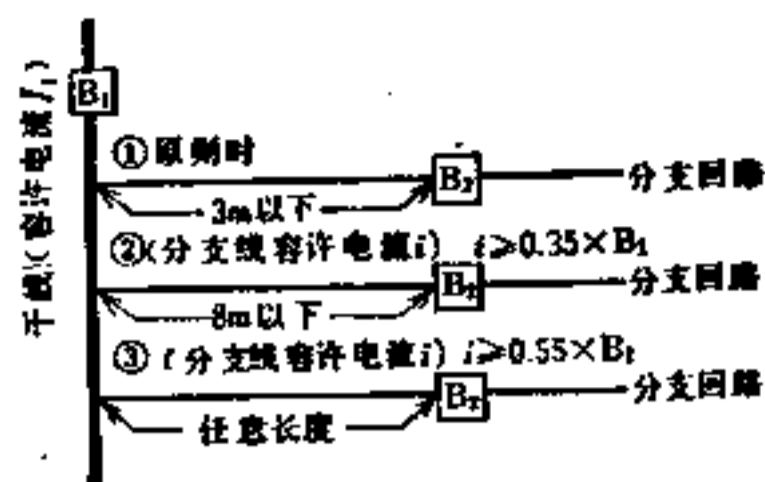 干线(容许电流I₁)
B₁
①原则时
B₂
分支回路
3m以下
②(分支线容许电流i) i≥0.35×B₁
B₂
分支回路
8m以下
③(分支线容许电流i) i≥0.55×B₁
B₂
分支回路
任意长度